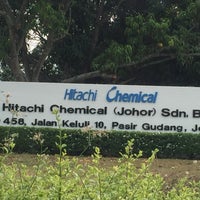 Hitachi Chemical
Hitachi Chemical (Johor) Sdn. B
458, Jalan Keluli 10, Pasir Gudang, Jo